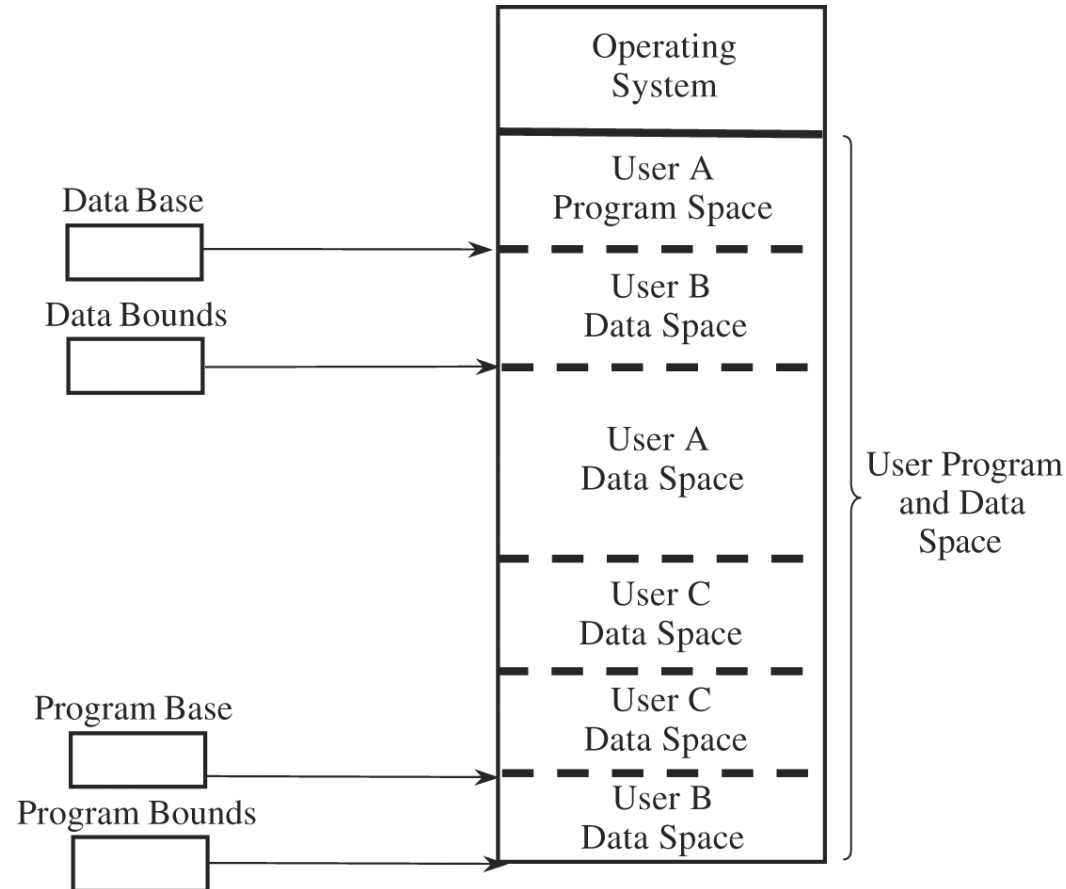 Operating
System
User A
Program Space
Data Base
User B
Data Space
Data Bounds
User A
Data Space
User Program
and Data
Space
User C
Data Space
Program Base
User C
Data Space
Program Bounds
User B
Data Space